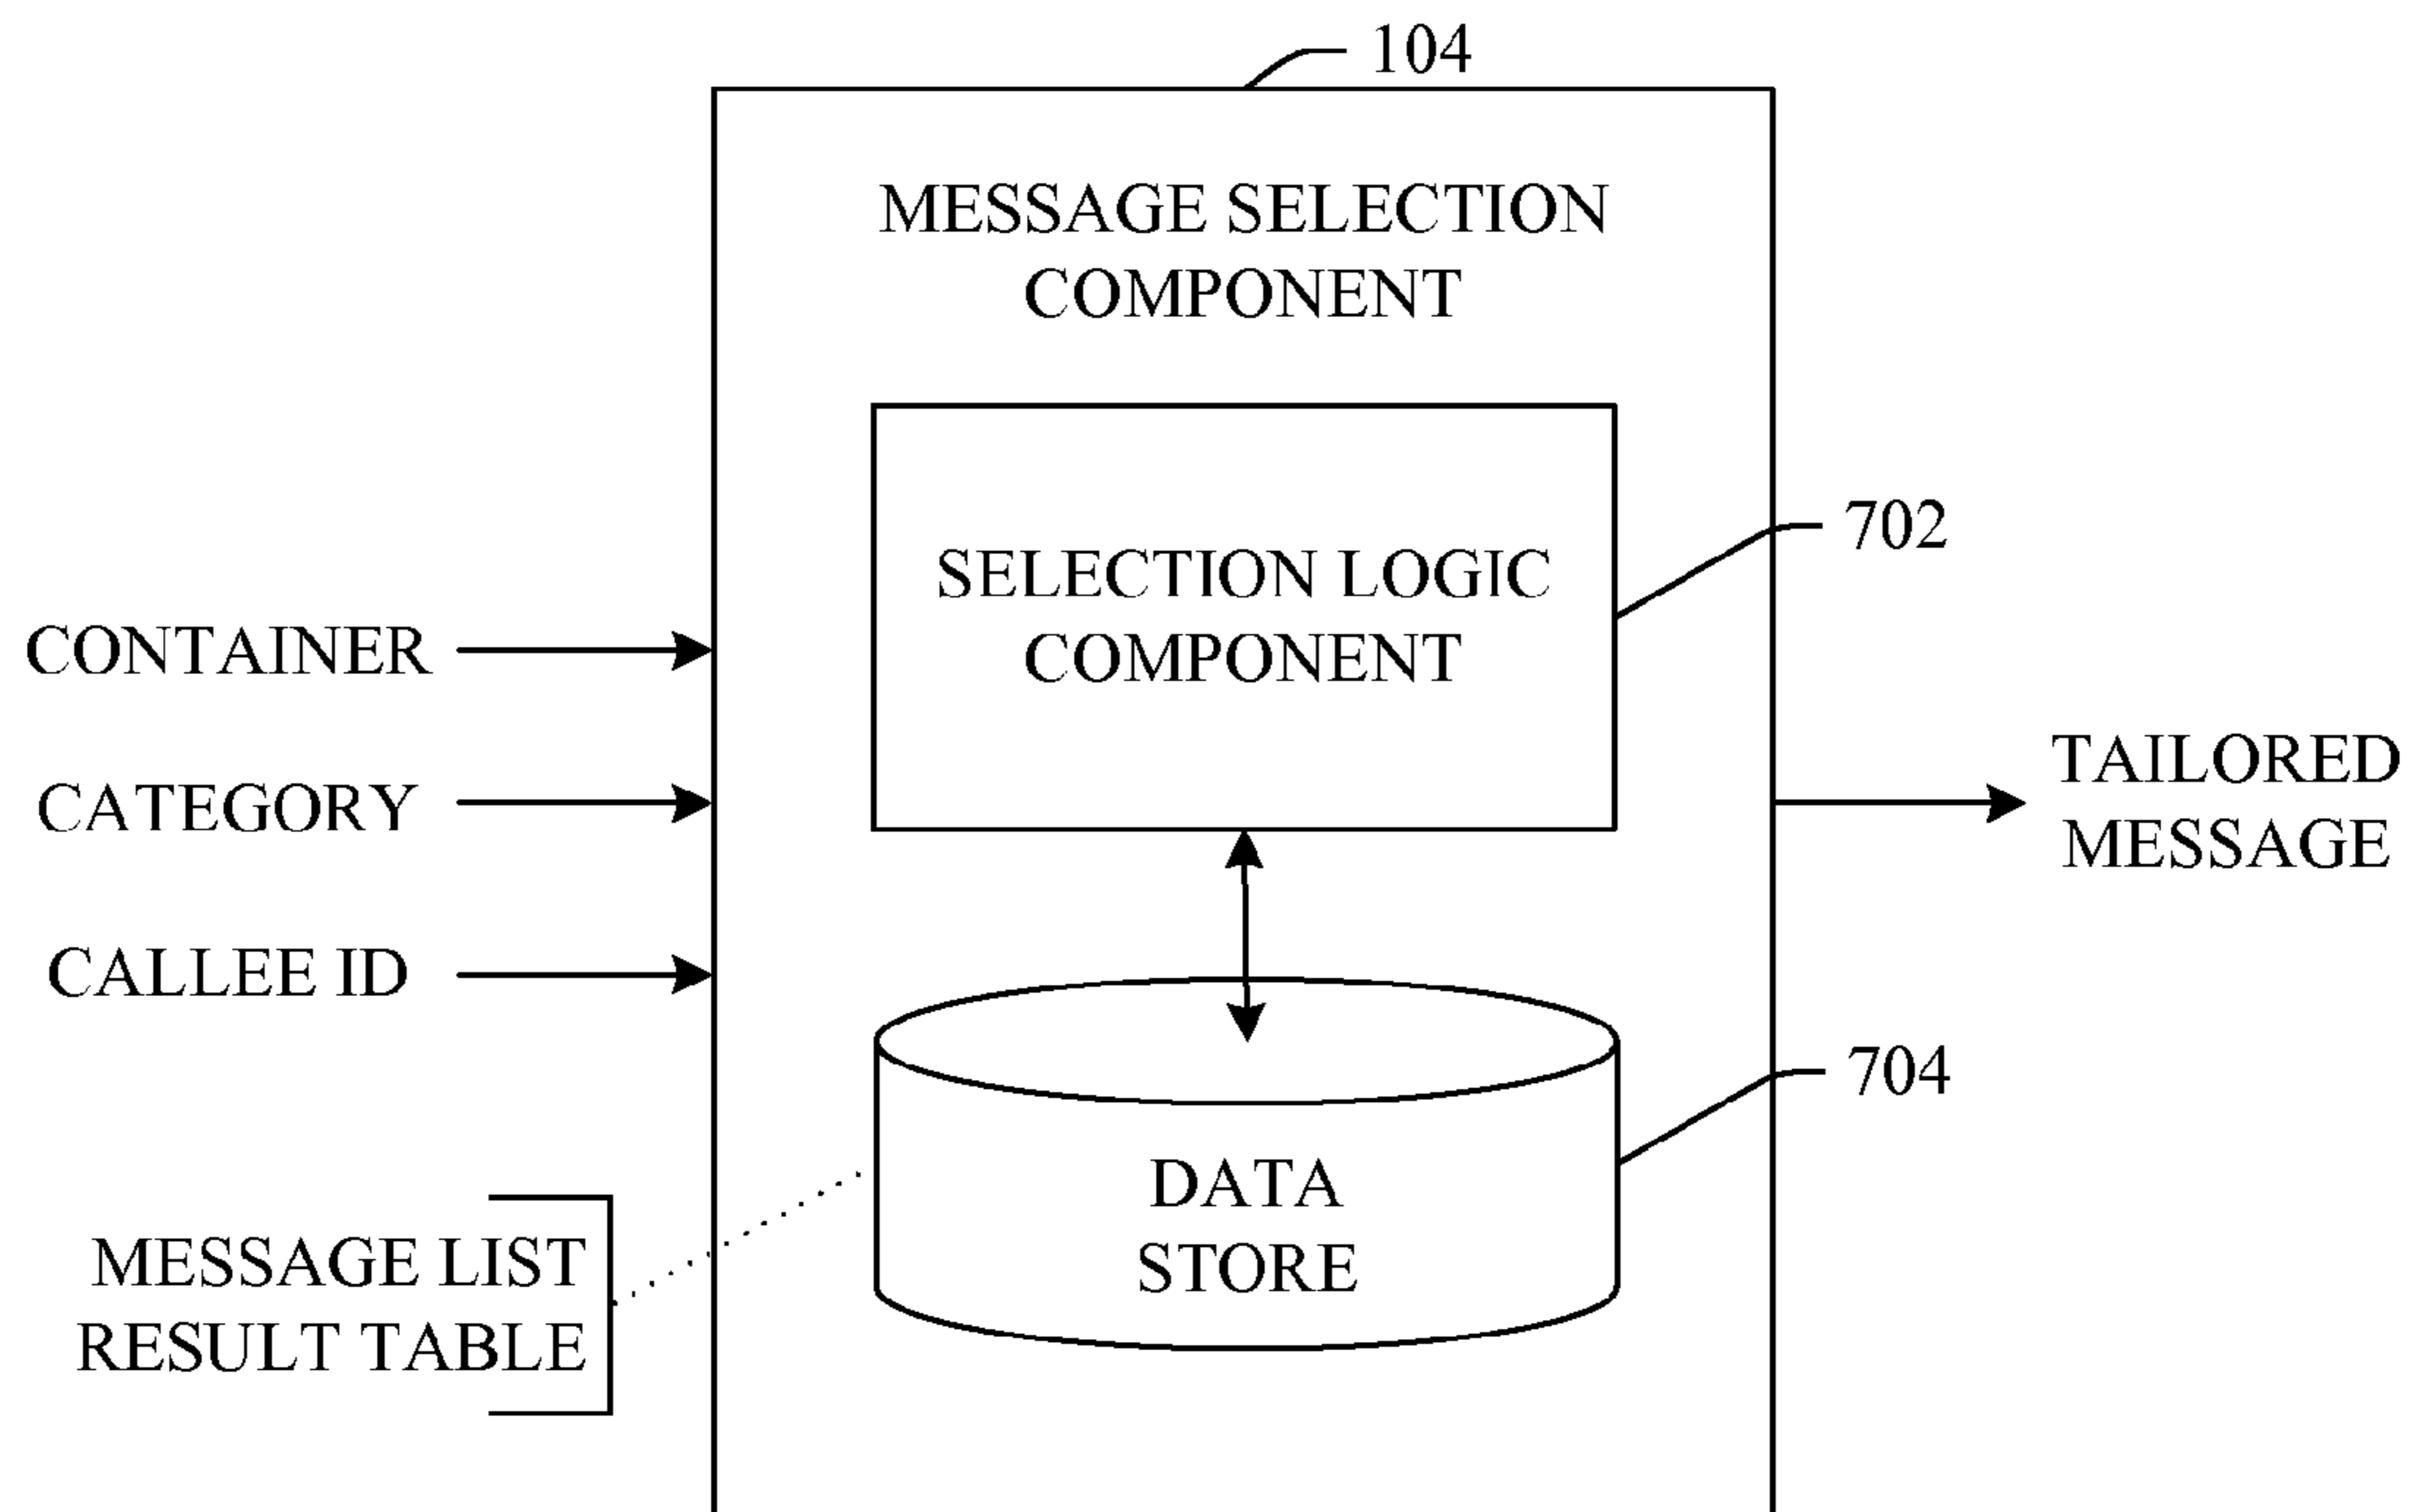 104
MESSAGE SELECTION
COMPONENT
SELECTION LOGIC
COMPONENT
702
CONTAINER
CATEGORY
CALLEE ID
TAILORED
MESSAGE
704
DATA
STORE
MESSAGE LIST
RESULT TABLE